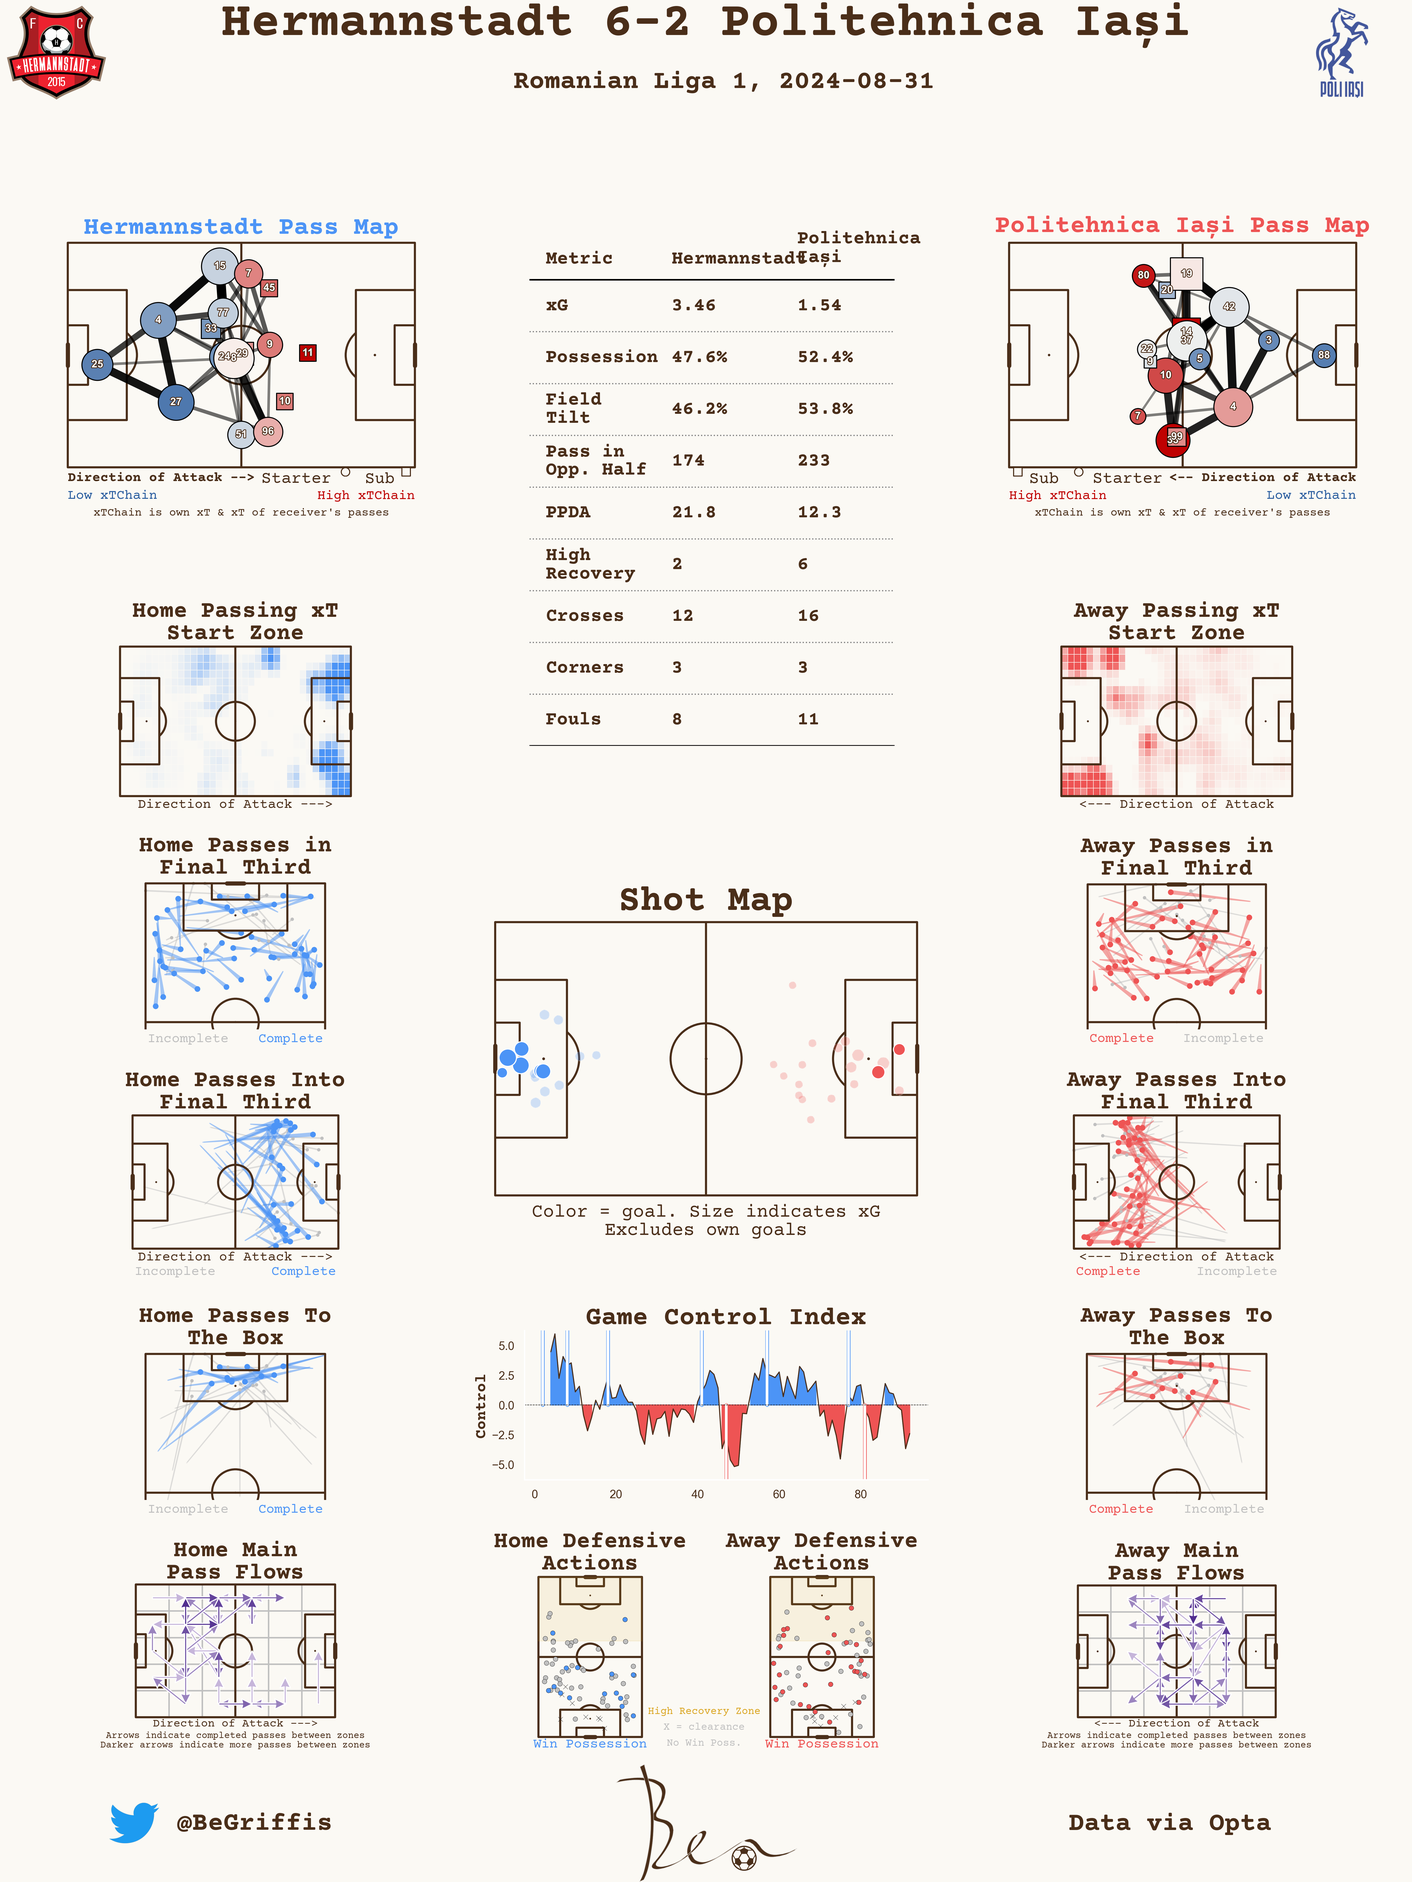 Hermannstadt 6-2 Politehnica Iași
Romanian Liga 1, 2024-08-31
F C
H
HERMANNSTADT
2015
POLI IAȘI
Hermannstadt Pass Map
15
7
45
77
4
33
9
24
8
29
11
25
27
10
51
96
Direction of Attack --> Starter Sub
Low xTChain High xTChain
xTChain is own xT & xT of receiver's passes
Metric Hermannstadt Politehnica
Iași
xG 3.46 1.54
Possession 47.6% 52.4%
Field
Tilt 46.2% 53.8%
Pass in
Opp. Half 174 233
PPDA 21.8 12.3
High
Recovery 2 6
Crosses 12 16
Corners 3 3
Fouls 8 11
Politehnica Iași Pass Map
80
19
20
42
14
37
3
22
5
88
9
10
7
4
99
Sub Starter <-- Direction of Attack
High xTChain Low xTChain
xTChain is own xT & xT of receiver's passes
Home Passing xT
Start Zone
Direction of Attack --->
Away Passing xT
Start Zone
<--- Direction of Attack
Home Passes in
Final Third
Incomplete Complete
Away Passes in
Final Third
Complete Incomplete
Shot Map
Color = goal. Size indicates xG
Excludes own goals
Home Passes Into
Final Third
Direction of Attack --->
Incomplete Complete
Away Passes Into
Final Third
<--- Direction of Attack
Complete Incomplete
Home Passes To
The Box
Incomplete Complete
Game Control Index
Control
5.0
2.5
0.0
−2.5
−5.0
0 20 40 60 80
Away Passes To
The Box
Complete Incomplete
Home Main
Pass Flows
Direction of Attack --->
Arrows indicate completed passes between zones
Darker arrows indicate more passes between zones
Home Defensive
Actions
Win Possession
Away Defensive
Actions
Win Possession
High Recovery Zone
X = clearance
No Win Poss.
Away Main
Pass Flows
<--- Direction of Attack
Arrows indicate completed passes between zones
Darker arrows indicate more passes between zones
@BeGriffis
Ben
Data via Opta